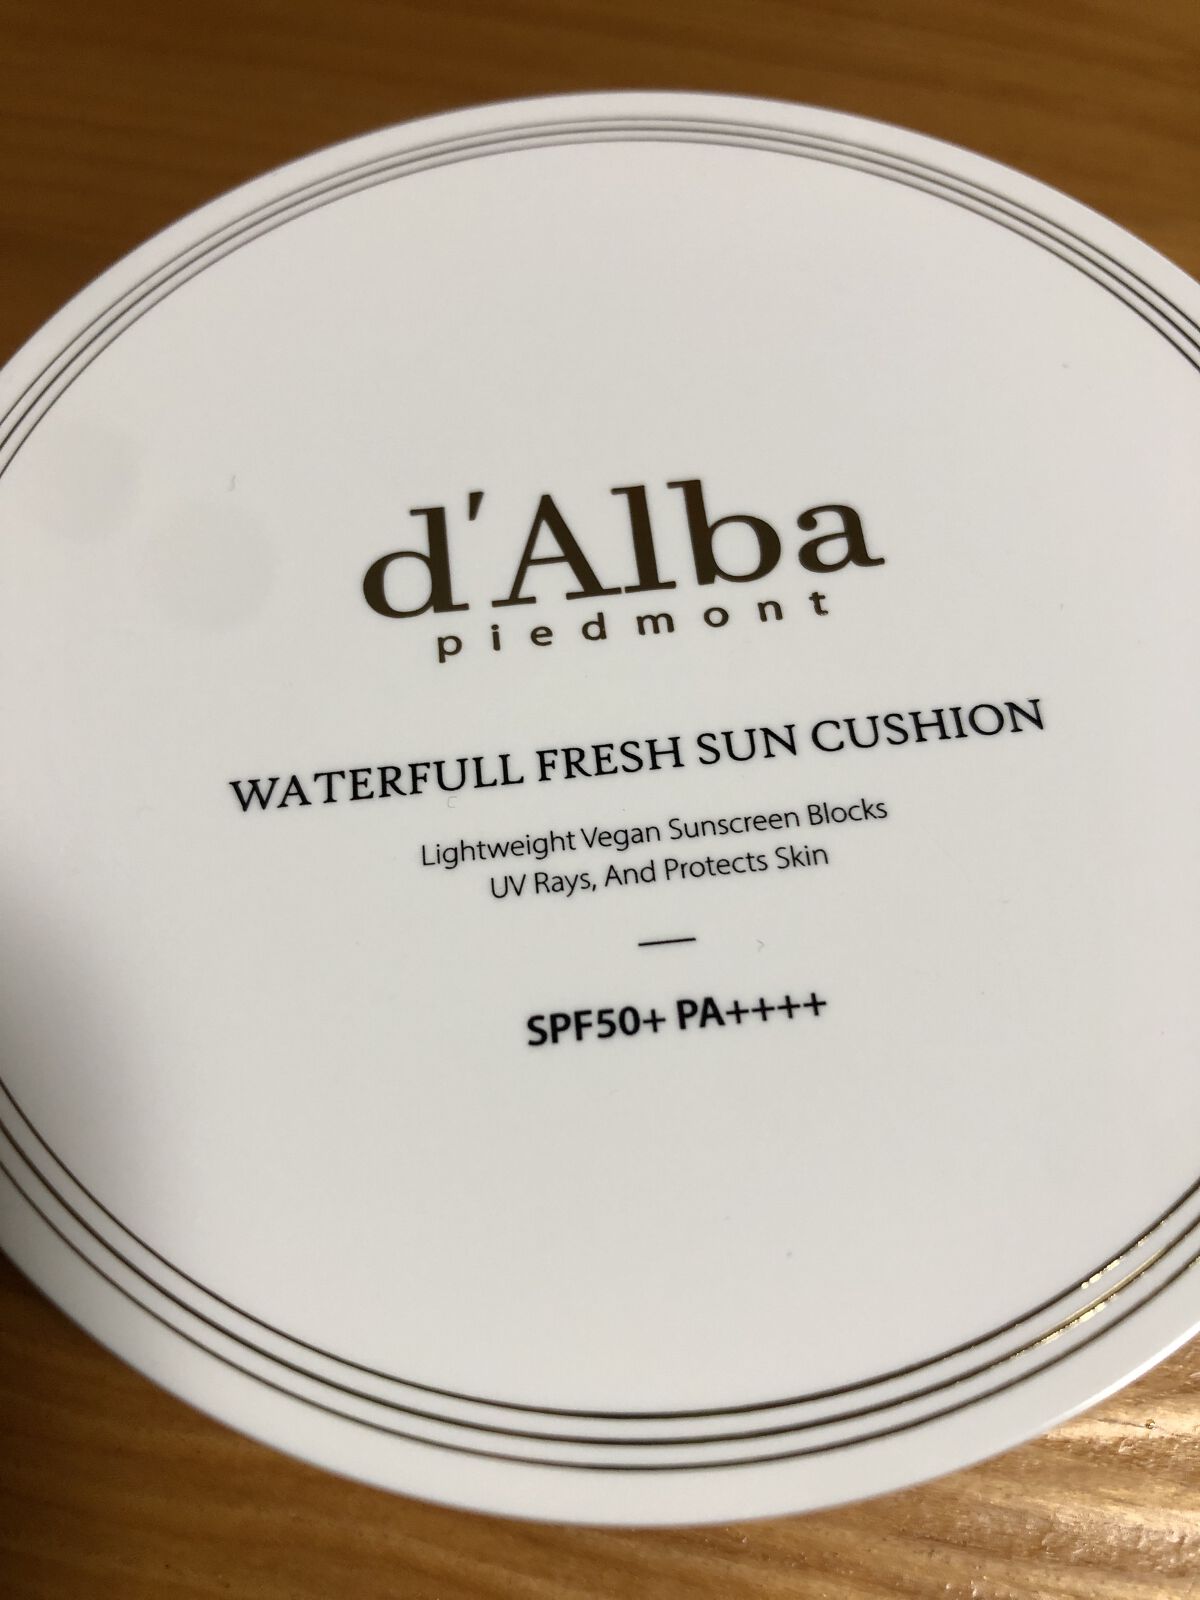 d'Alba
piedmont
WATERFULL FRESH SUN CUSHION
Lightweight Vegan Sunscreen Blocks
UV Rays, And Protects Skin
SPF50+ PA++++